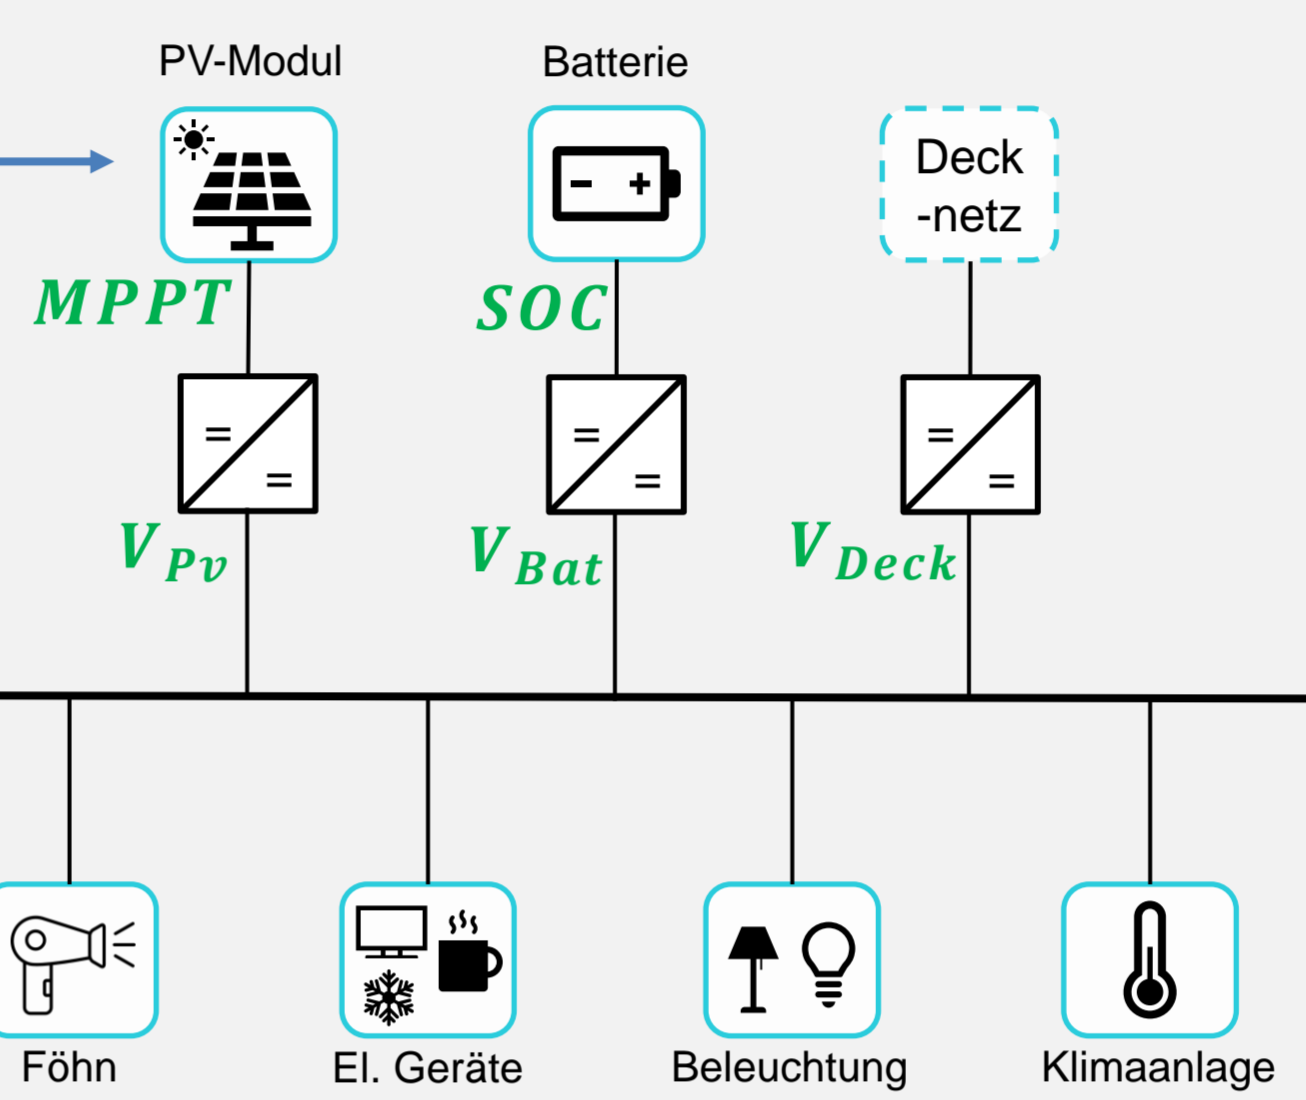 PV-Modul
Batterie
Deck
-netz
MPPT
SOC
=
=
=
=
=
=
V Pv
V Bat
V Deck
Föhn
El. Geräte
Beleuchtung
Klimaanlage